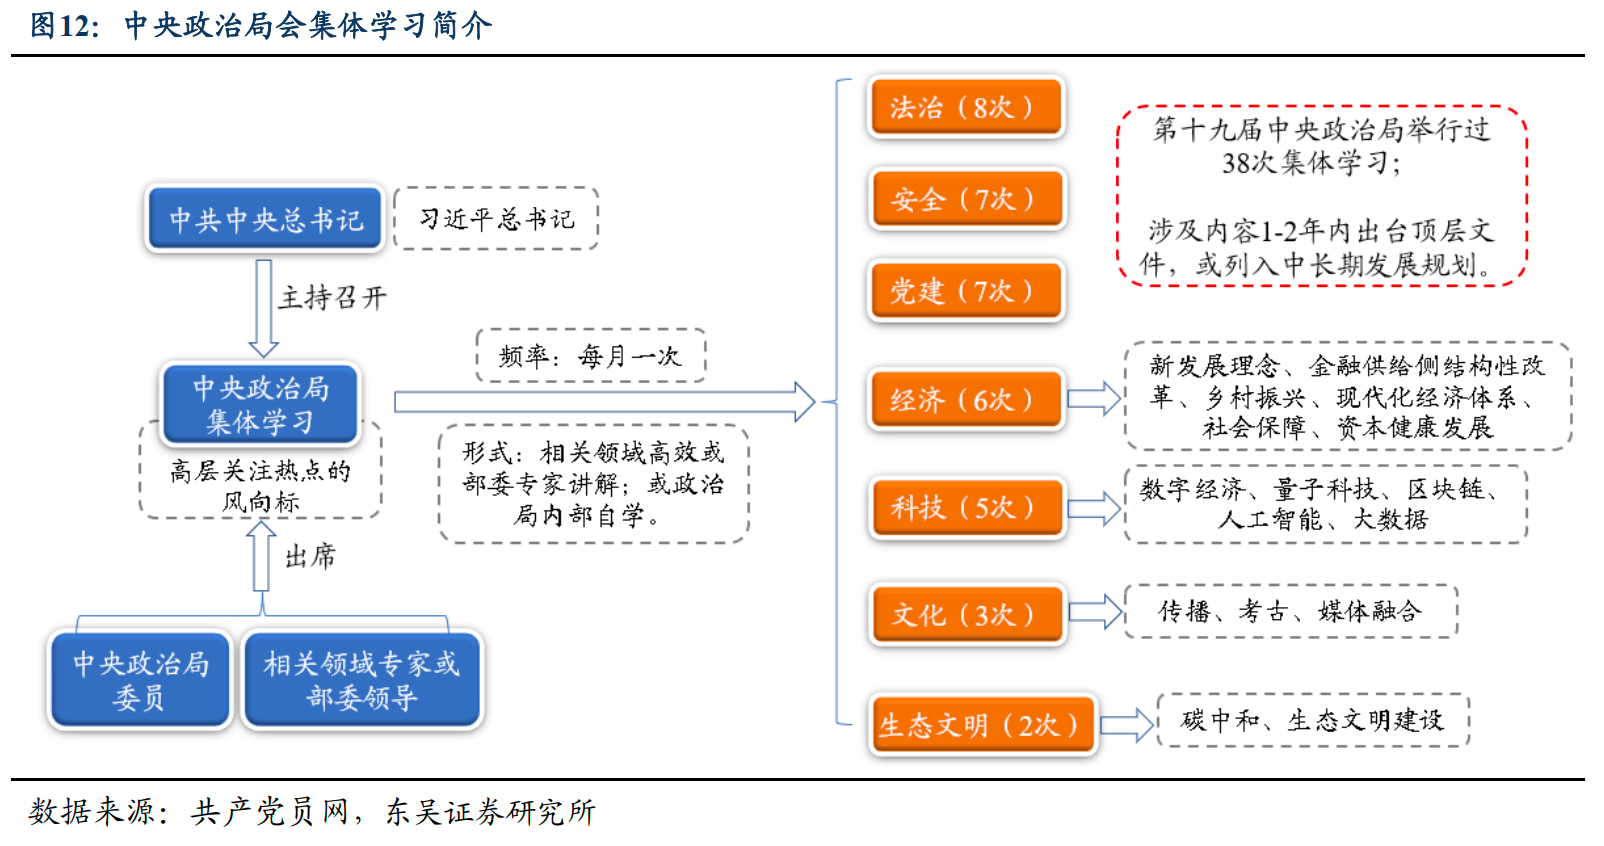 图12：中央政治局会集体学习简介
中共中央总书记
习近平总书记
主持召开
中央政治局
集体学习
高层关注热点的
风向标
出席
中央政治局
委员
相关领域专家或
部委领导
频率：每月一次
形式：相关领域高效或
部委专家讲解；或政治
局内部自学。
法治（8次）
安全（7次）
党建（7次）
经济（6次）
科技（5次）
文化（3次）
生态文明（2次）
第十九届中央政治局举行过
38次集体学习；
涉及内容1-2年内出台顶层文
件，或列入中长期发展规划。
新发展理念、金融供给侧结构性改
革、乡村振兴、现代化经济体系、
社会保障、资本健康发展
数字经济、量子科技、区块链、
人工智能、大数据
传播、考古、媒体融合
碳中和、生态文明建设
数据来源：共产党员网，东吴证券研究所